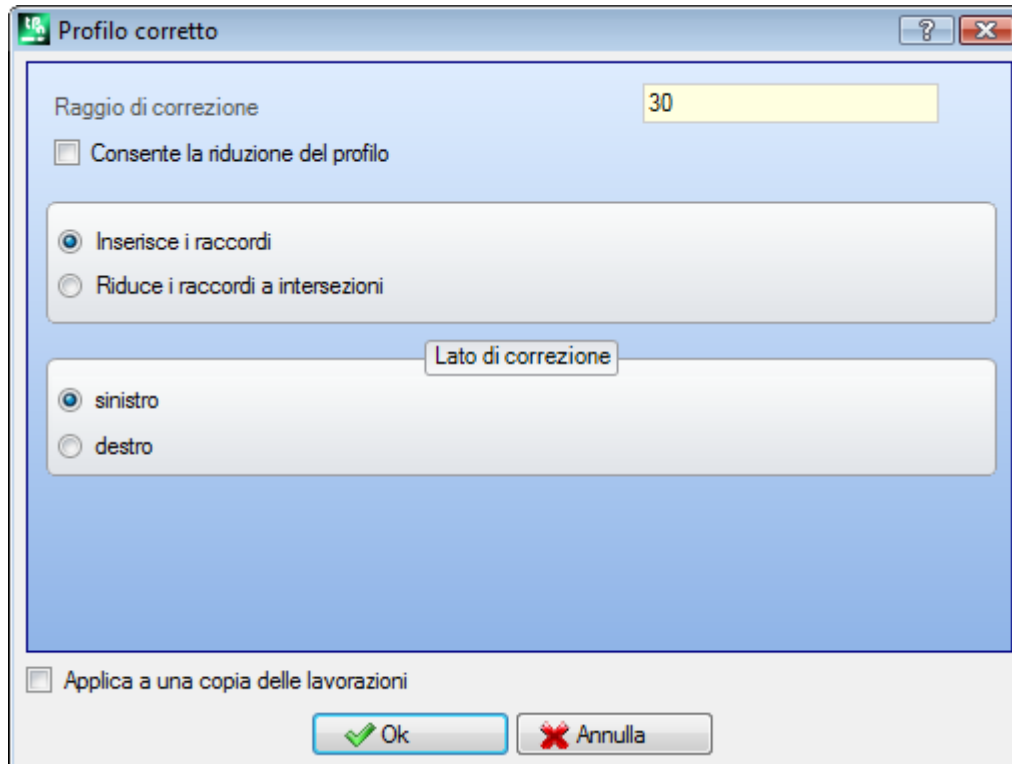 Profilo corretto
Raggio di correzione
30
Consente la riduzione del profilo
Inserisce i raccordi
Riduce i raccordi a intersezioni
Lato di correzione
sinistro
destro
Applica a una copia delle lavorazioni
Ok
Annulla